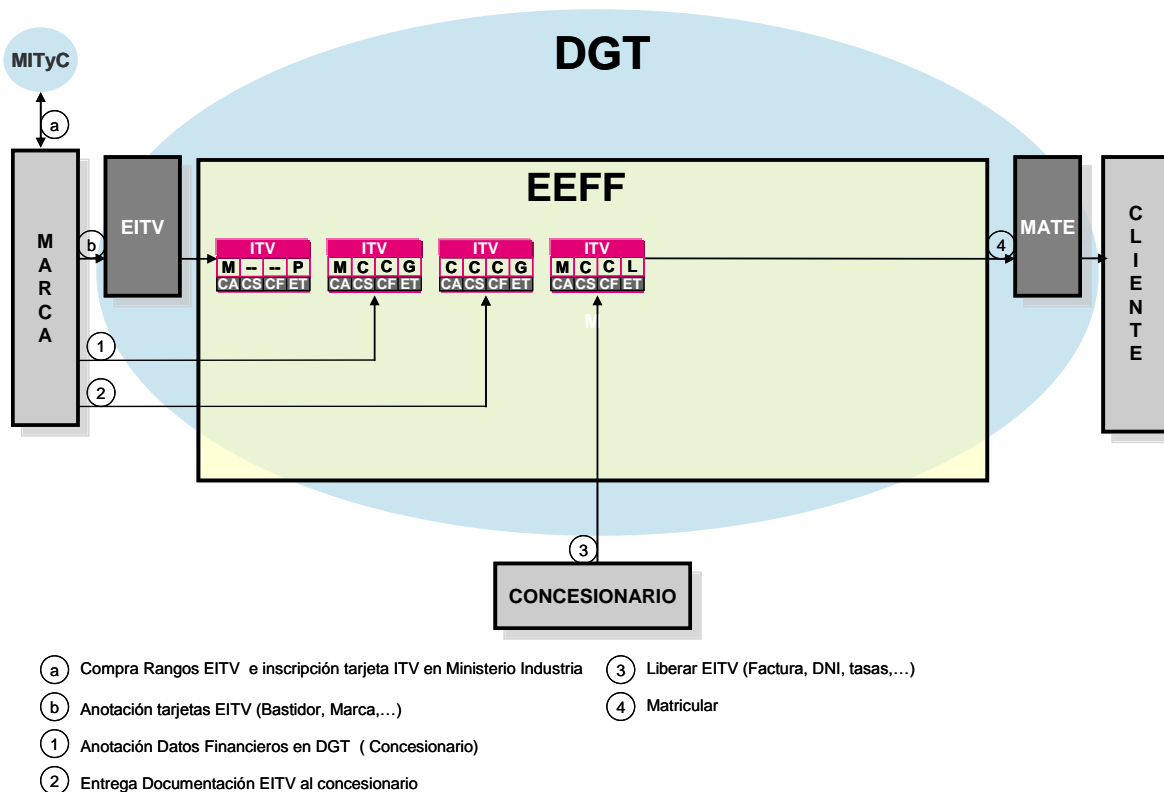 DGT
MITyC
a
MARCA
b
EITV
EEFF
ITV
M -- -- P
CA CS CF ET
ITV
M C C G
CA CS CF ET
ITV
C C C G
CA CS CF ET
ITV
M C C L
CA CS CF ET
M
4
MATE
CLIENTE
1
2
3
CONCESIONARIO
a Compra Rangos EITV e inscripción tarjeta ITV en Ministerio Industria
b Anotación tarjetas EITV (Bastidor, Marca,…)
1 Anotación Datos Financieros en DGT ( Concesionario)
2 Entrega Documentación EITV al concesionario
3 Liberar EITV (Factura, DNI, tasas,…)
4 Matricular